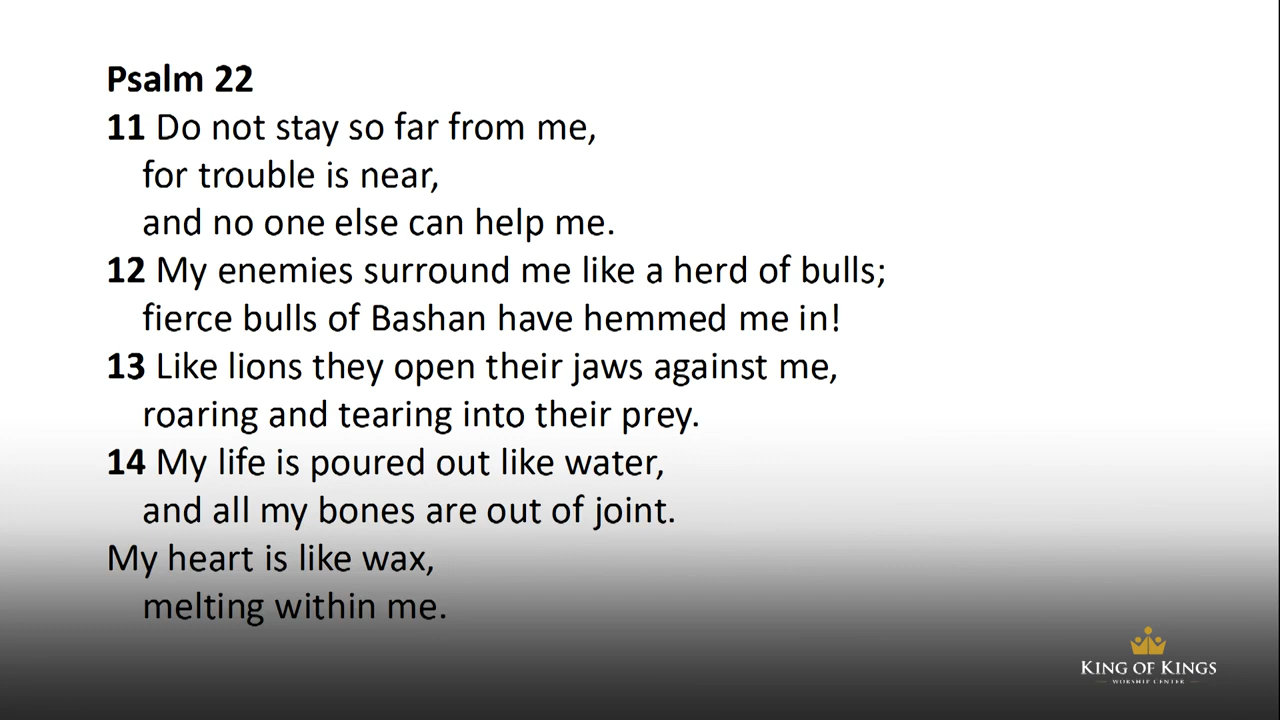 Psalm 22
11 Do not stay so far from me,
for trouble is near,
and no one else can help me.
12 My enemies surround me like a herd of bulls;
fierce bulls of Bashan have hemmed me in!
13 Like lions they open their jaws against me,
roaring and tearing into their prey.
14 My life is poured out like water,
and all my bones are out of joint.
My heart is like wax,
melting within me.
KING OF KINGS
WORSHIP CENTER